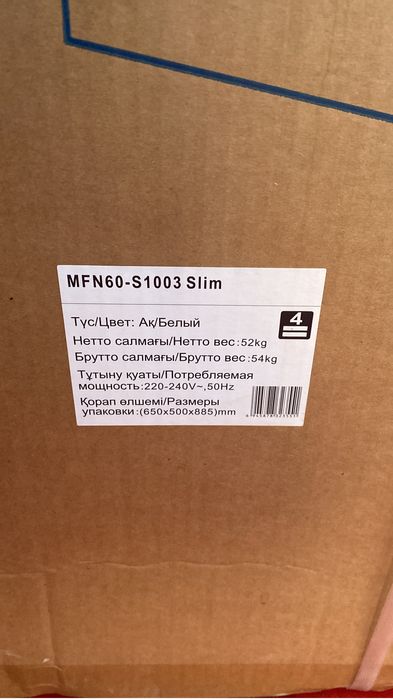 MFN60-S1003 Slim
Түс/Цвет: Ақ/Белый
4
Нетто салмағы/Нетто вес:52kg
Брутто салмағы/Брутто вес:54kg
Тұтыну қуаты/Потребляемая
мощность:220-240V~,50Hz
Қорап өлшемі/Размеры
упаковки:(650x500x885)mm